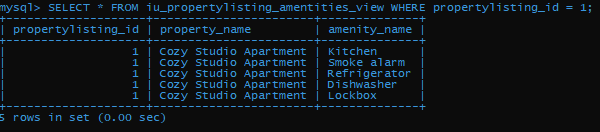 mysql> SELECT * FROM iu_propertylisting_amentities_view WHERE propertylisting_id = 1;
+--------------------+-----------------------+--------------+
| propertylisting_id | property_name         | amenity_name |
+--------------------+-----------------------+--------------+
|                  1 | Cozy Studio Apartment | Kitchen      |
|                  1 | Cozy Studio Apartment | Smoke alarm  |
|                  1 | Cozy Studio Apartment | Refrigerator |
|                  1 | Cozy Studio Apartment | Dishwasher   |
|                  1 | Cozy Studio Apartment | Lockbox      |
+--------------------+-----------------------+--------------+
5 rows in set (0.00 sec)